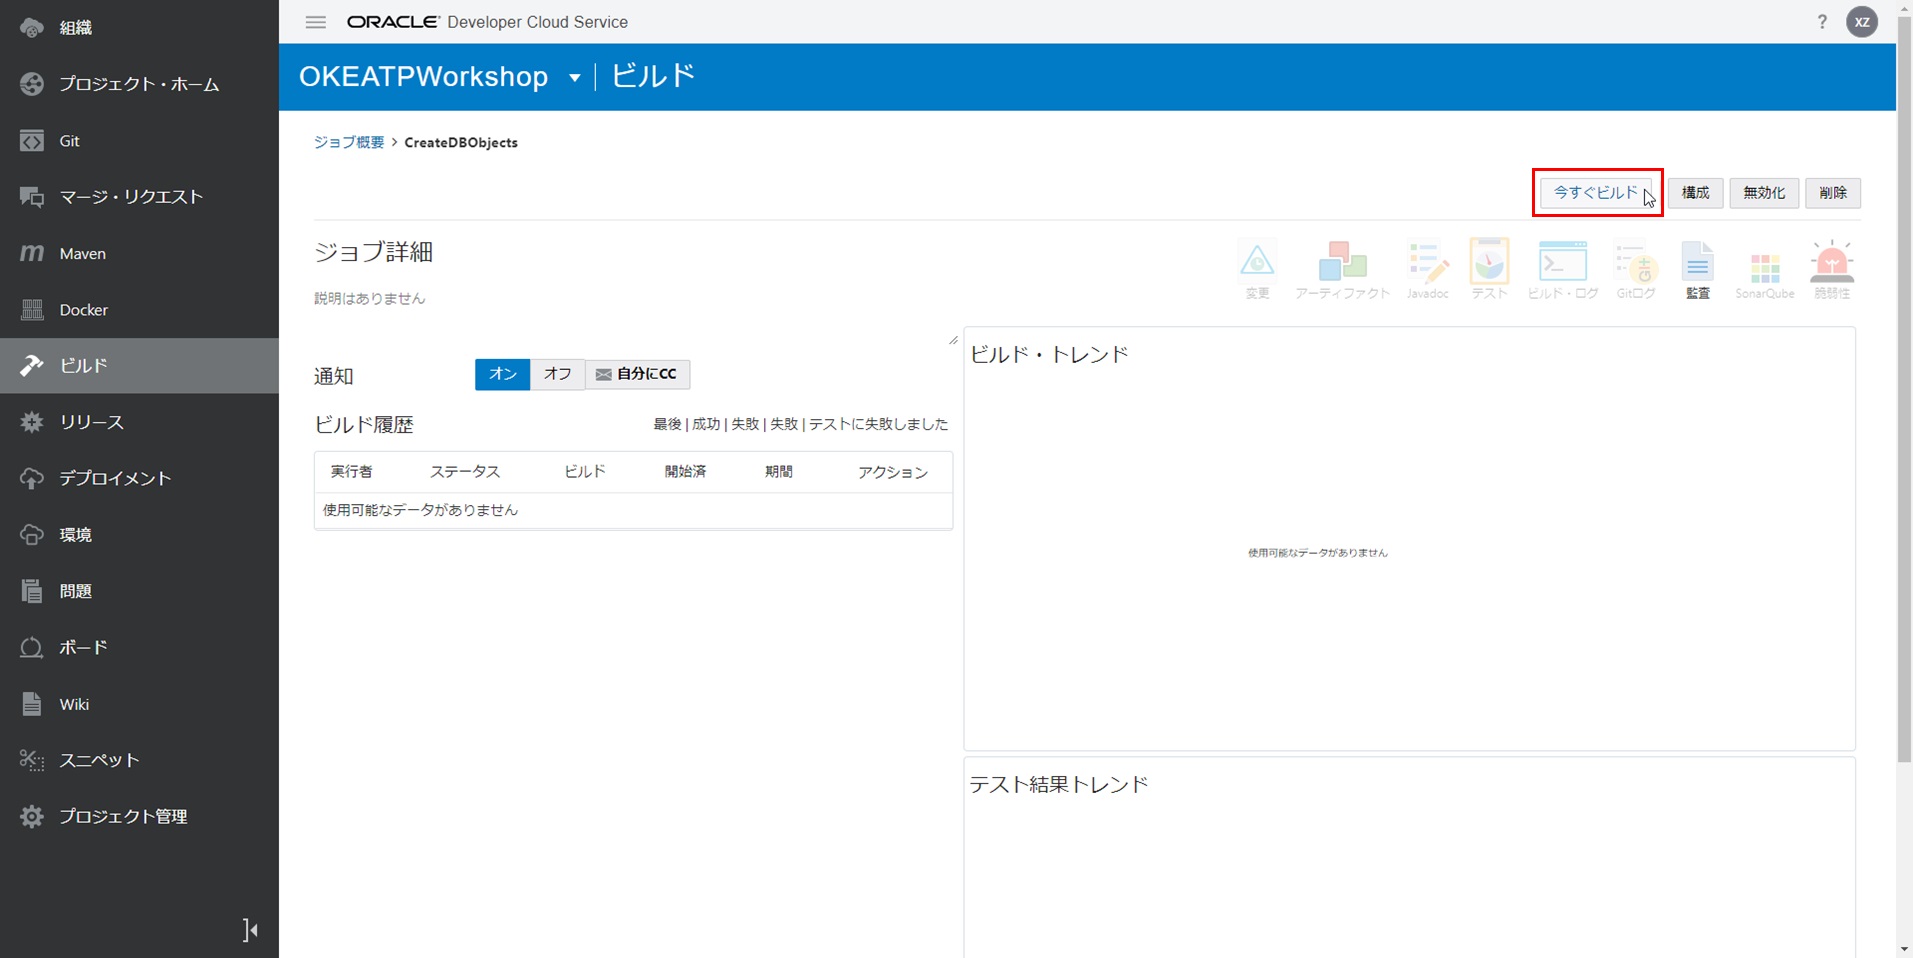 組織
プロジェクト・ホーム
Git
マージ・リクエスト
Maven
Docker
ビルド
リリース
デプロイメント
環境
問題
ボード
Wiki
スニペット
プロジェクト管理
ORACLE Developer Cloud Service
? XZ
OKEATPWorkshop ビルド
ジョブ概要 > CreateDBObjects
今すぐビルド 構成 無効化 削除
ジョブ詳細
説明はありません
変更 アーティファクト Javadoc テスト ビルド・ログ Gitログ 監査 SonarQube 脆弱性
通知 オン オフ 自分にCC
ビルド履歴 最後 | 成功 | 失敗 | 失敗 | テストに失敗しました
実行者 ステータス ビルド 開始済 期間 アクション
使用可能なデータがありません
ビルド・トレンド
使用可能なデータがありません
テスト結果トレンド